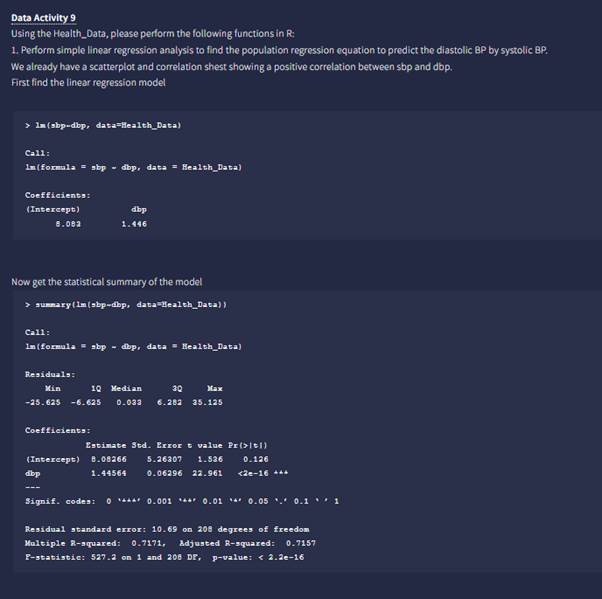 Data Activity 9
Using the Health_Data, please perform the following functions in R:
1. Perform simple linear regression analysis to find the population regression equation to predict the diastolic BP by systolic BP.
We already have a scatterplot and correlation shest showing a positive correlation between sbp and dbp.
First find the linear regression model
> lm(sbp~dbp, data=Health_Data)
Call:
lm(formula = sbp ~ dbp, data = Health_Data)
Coefficients:
(Intercept) dbp
8.083 1.446
Now get the statistical summary of the model
> summary(lm(sbp~dbp, data=Health_Data))
Call:
lm(formula = sbp ~ dbp, data = Health_Data)
Residuals:
Min 1Q Median 3Q Max
-25.625 -6.625 0.033 6.282 35.125
Coefficients:
Estimate Std. Error t value Pr(>|t|)
(Intercept) 8.08266 5.26307 1.536 0.126
dbp 1.44564 0.06296 22.961 <2e-16 ***
---
Signif. codes: 0 ‘***’ 0.001 ‘**’ 0.01 ‘*’ 0.05 ‘.’ 0.1 ‘ ’ 1
Residual standard error: 10.69 on 208 degrees of freedom
Multiple R-squared: 0.7171, Adjusted R-squared: 0.7157
F-statistic: 527.2 on 1 and 208 DF, p-value: < 2.2e-16